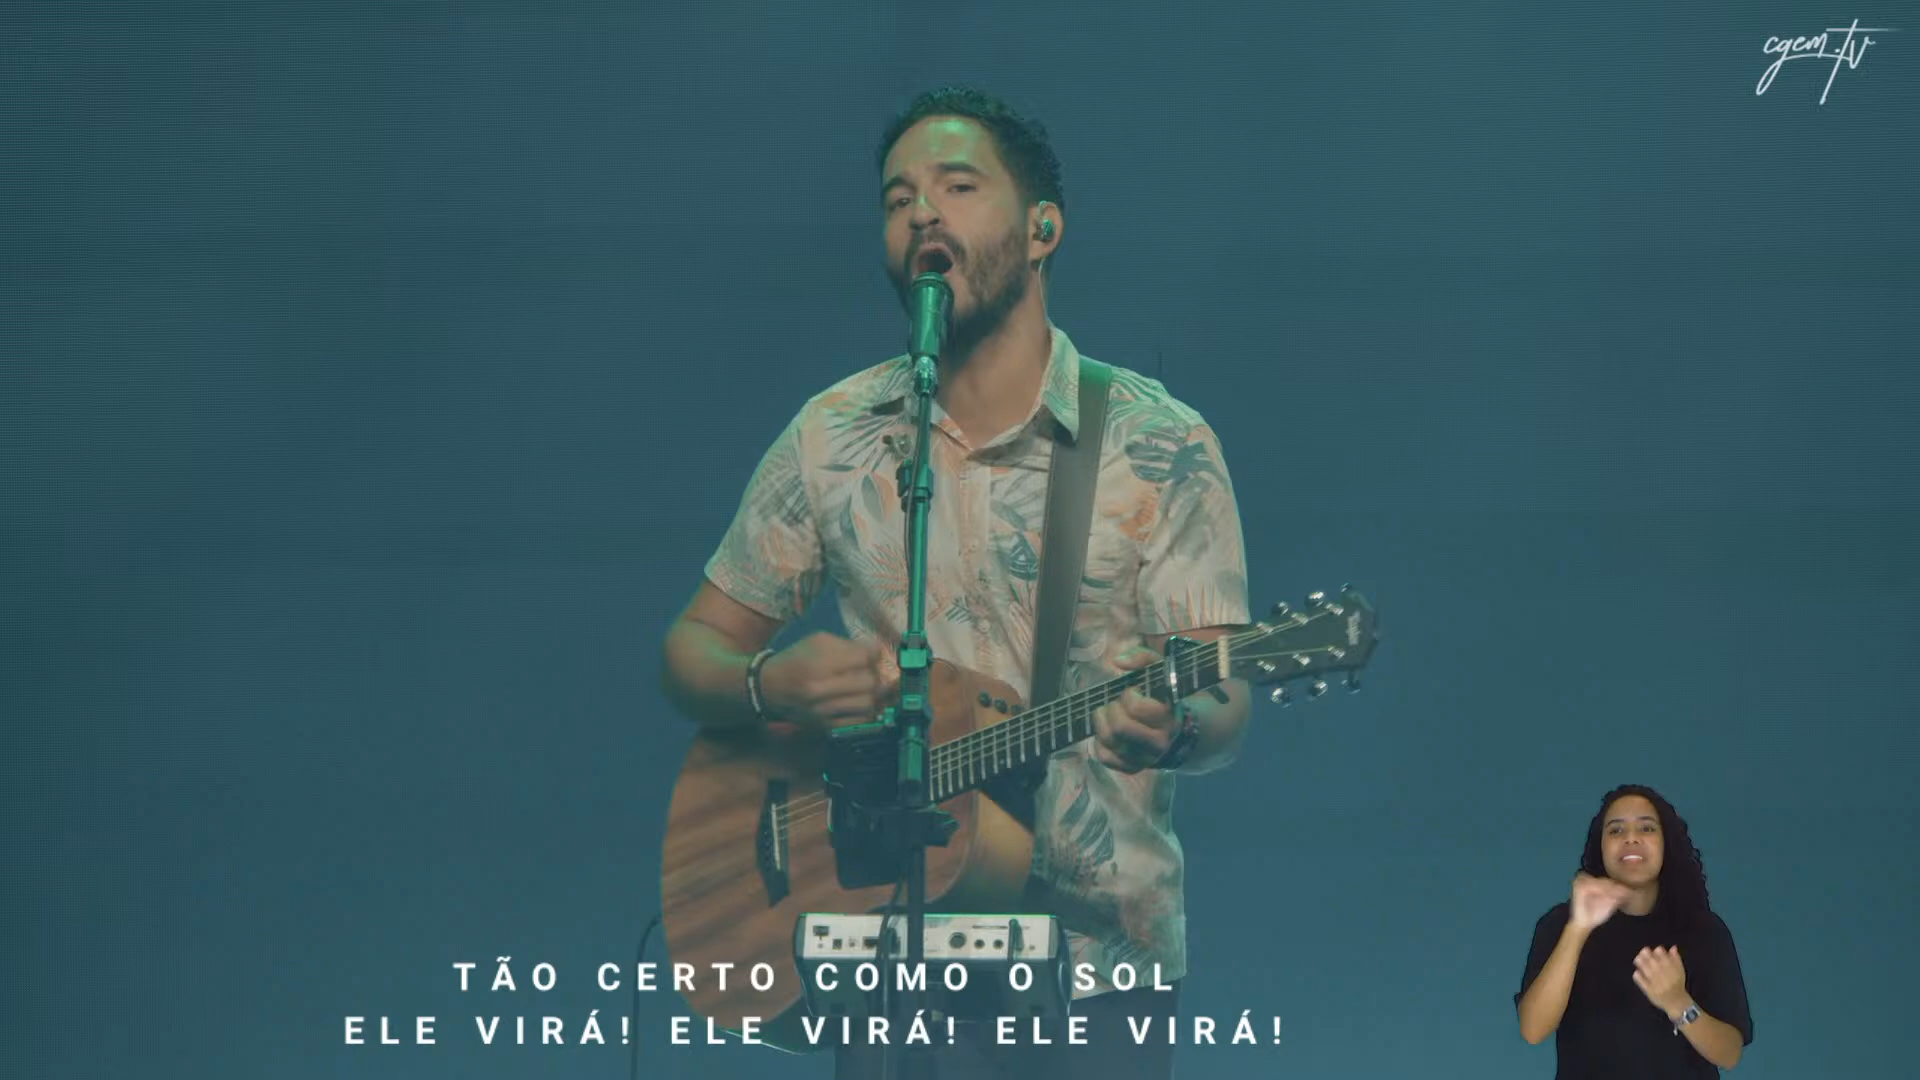 cgem.tv
TÃO CERTO COMO O SOL
ELE VIRÁ! ELE VIRÁ! ELE VIRÁ!